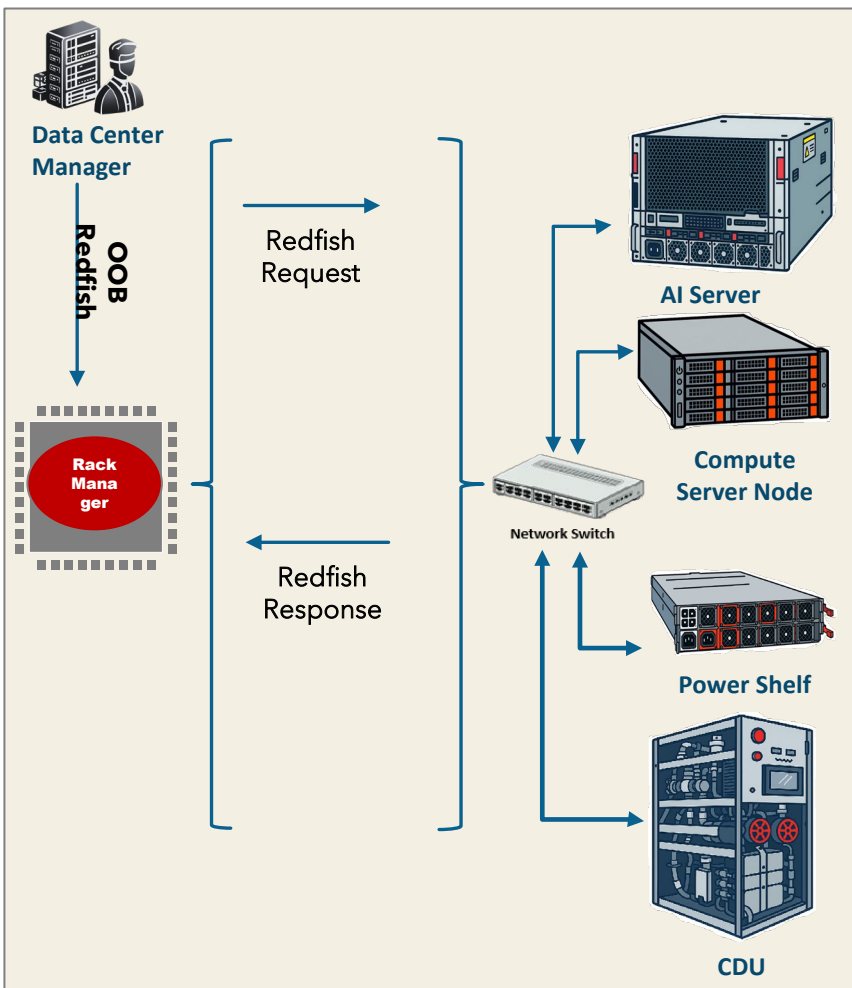 Data Center
Manager
OOB
Redfish
Redfish
Request
AI Server
Rack
Mana
ger
Compute
Server Node
Network Switch
Redfish
Response
Power Shelf
CDU